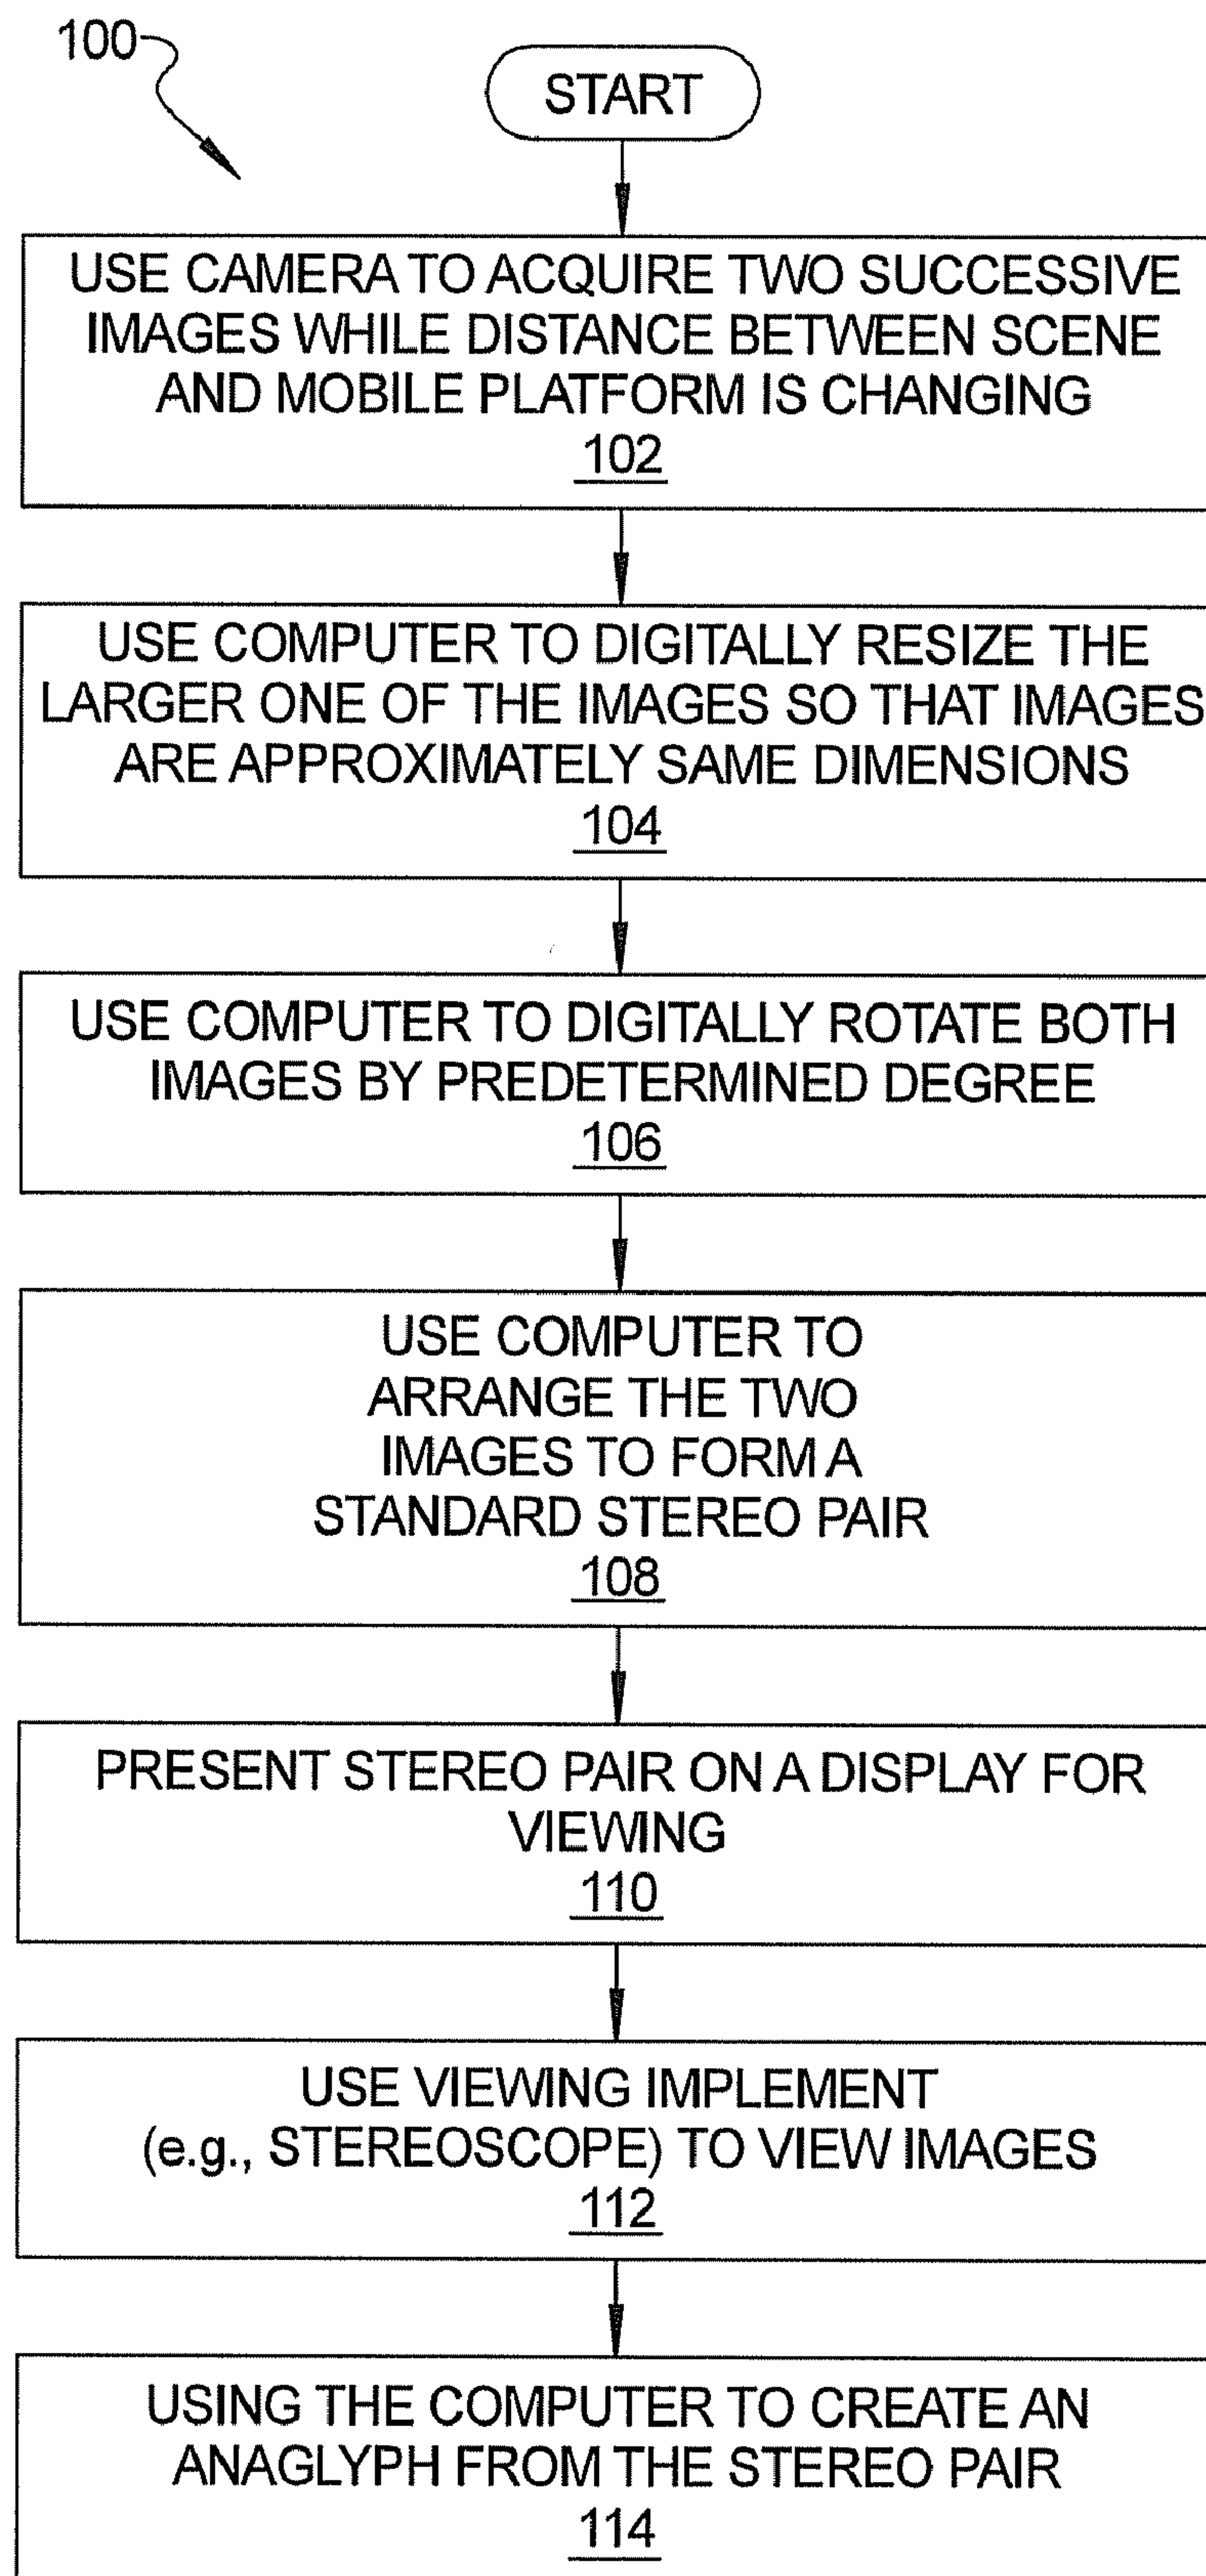 100
START
USE CAMERA TO ACQUIRE TWO SUCCESSIVE
IMAGES WHILE DISTANCE BETWEEN SCENE
AND MOBILE PLATFORM IS CHANGING
102
USE COMPUTER TO DIGITALLY RESIZE THE
LARGER ONE OF THE IMAGES SO THAT IMAGES
ARE APPROXIMATELY SAME DIMENSIONS
104
USE COMPUTER TO DIGITALLY ROTATE BOTH
IMAGES BY PREDETERMINED DEGREE
106
USE COMPUTER TO
ARRANGE THE TWO
IMAGES TO FORM A
STANDARD STEREO PAIR
108
PRESENT STEREO PAIR ON A DISPLAY FOR
VIEWING
110
USE VIEWING IMPLEMENT
(e.g., STEREOSCOPE) TO VIEW IMAGES
112
USING THE COMPUTER TO CREATE AN
ANAGLYPH FROM THE STEREO PAIR
114